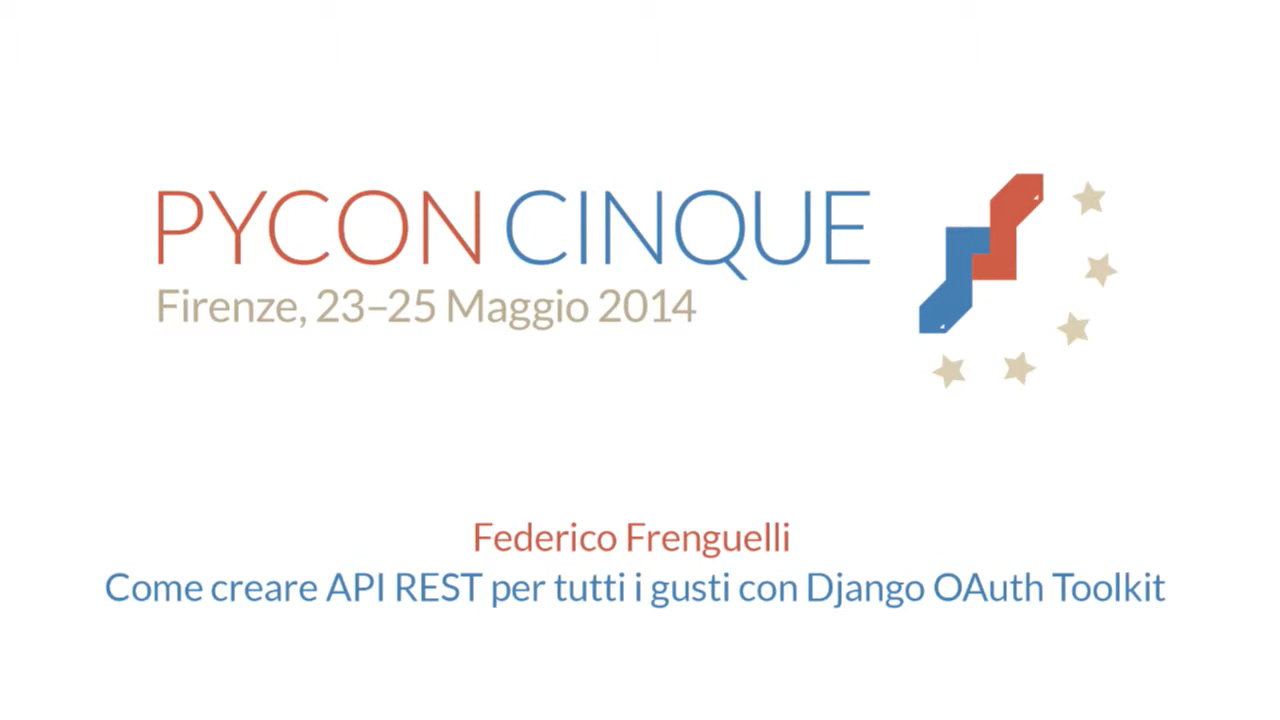 PYCON CINQUE
Firenze, 23–25 Maggio 2014
Federico Frenguelli
Come creare API REST per tutti i gusti con Django OAuth Toolkit